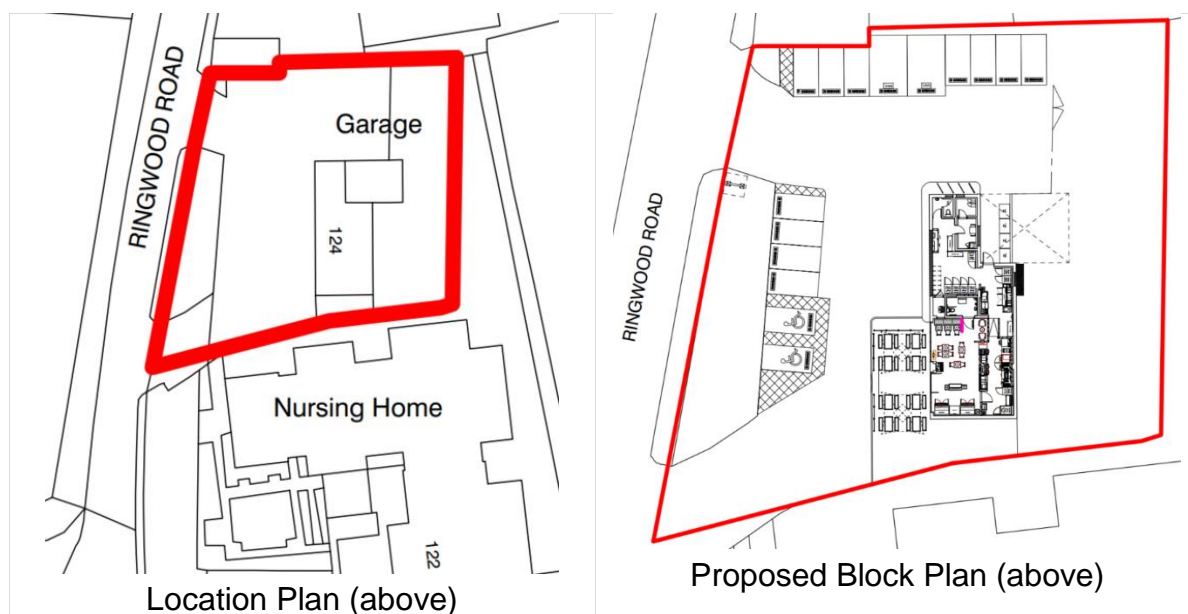 RINGWOOD ROAD
Garage
124
Nursing Home
122
Location Plan (above)
RINGWOOD ROAD
Proposed Block Plan (above)